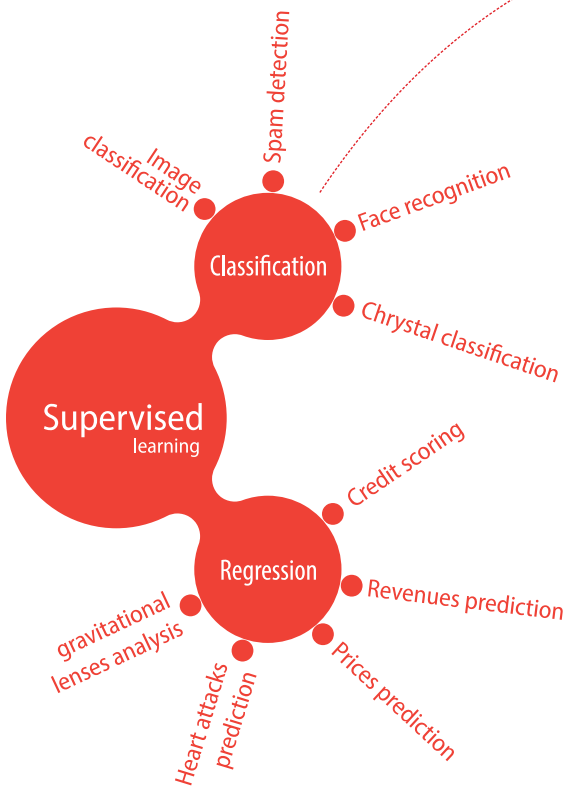 Spam detection
Image
classification
Face recognition
Classification
Chrystal classification
Supervised
learning
Credit scoring
Regression
Revenues prediction
gravitational
lenses analysis
Prices prediction
Heart attacks
prediction